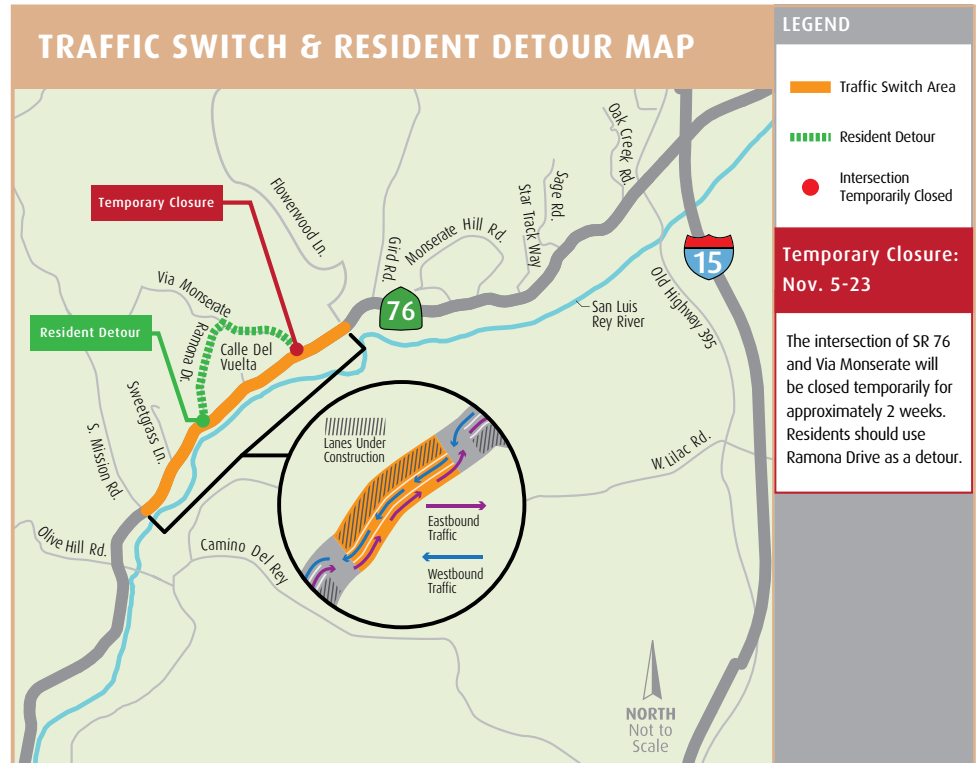 TRAFFIC SWITCH & RESIDENT DETOUR MAP
LEGEND
Traffic Switch Area
Resident Detour
Intersection
Temporarily Closed
Temporary Closure:
Nov. 5-23
The intersection of SR 76
and Via Monserate will
be closed temporarily for
approximately 2 weeks.
Residents should use
Ramona Drive as a detour.
Oak Creek Rd.
Flowerwood Ln.
Sage Rd.
Star Track Way
Temporary Closure
Gird Rd.
Monserate Hill Rd.
15
Via Monserate
76
San Luis
Rey River
Old Highway 395
Resident Detour
Ramona Dr.
Calle Del
Vuelta
Sweetgrass Ln.
S. Mission Rd.
Lanes Under
Construction
W. Lilac Rd.
Eastbound
Traffic
Olive Hill Rd.
Camino Del Rey
Westbound
Traffic
NORTH
Not to
Scale